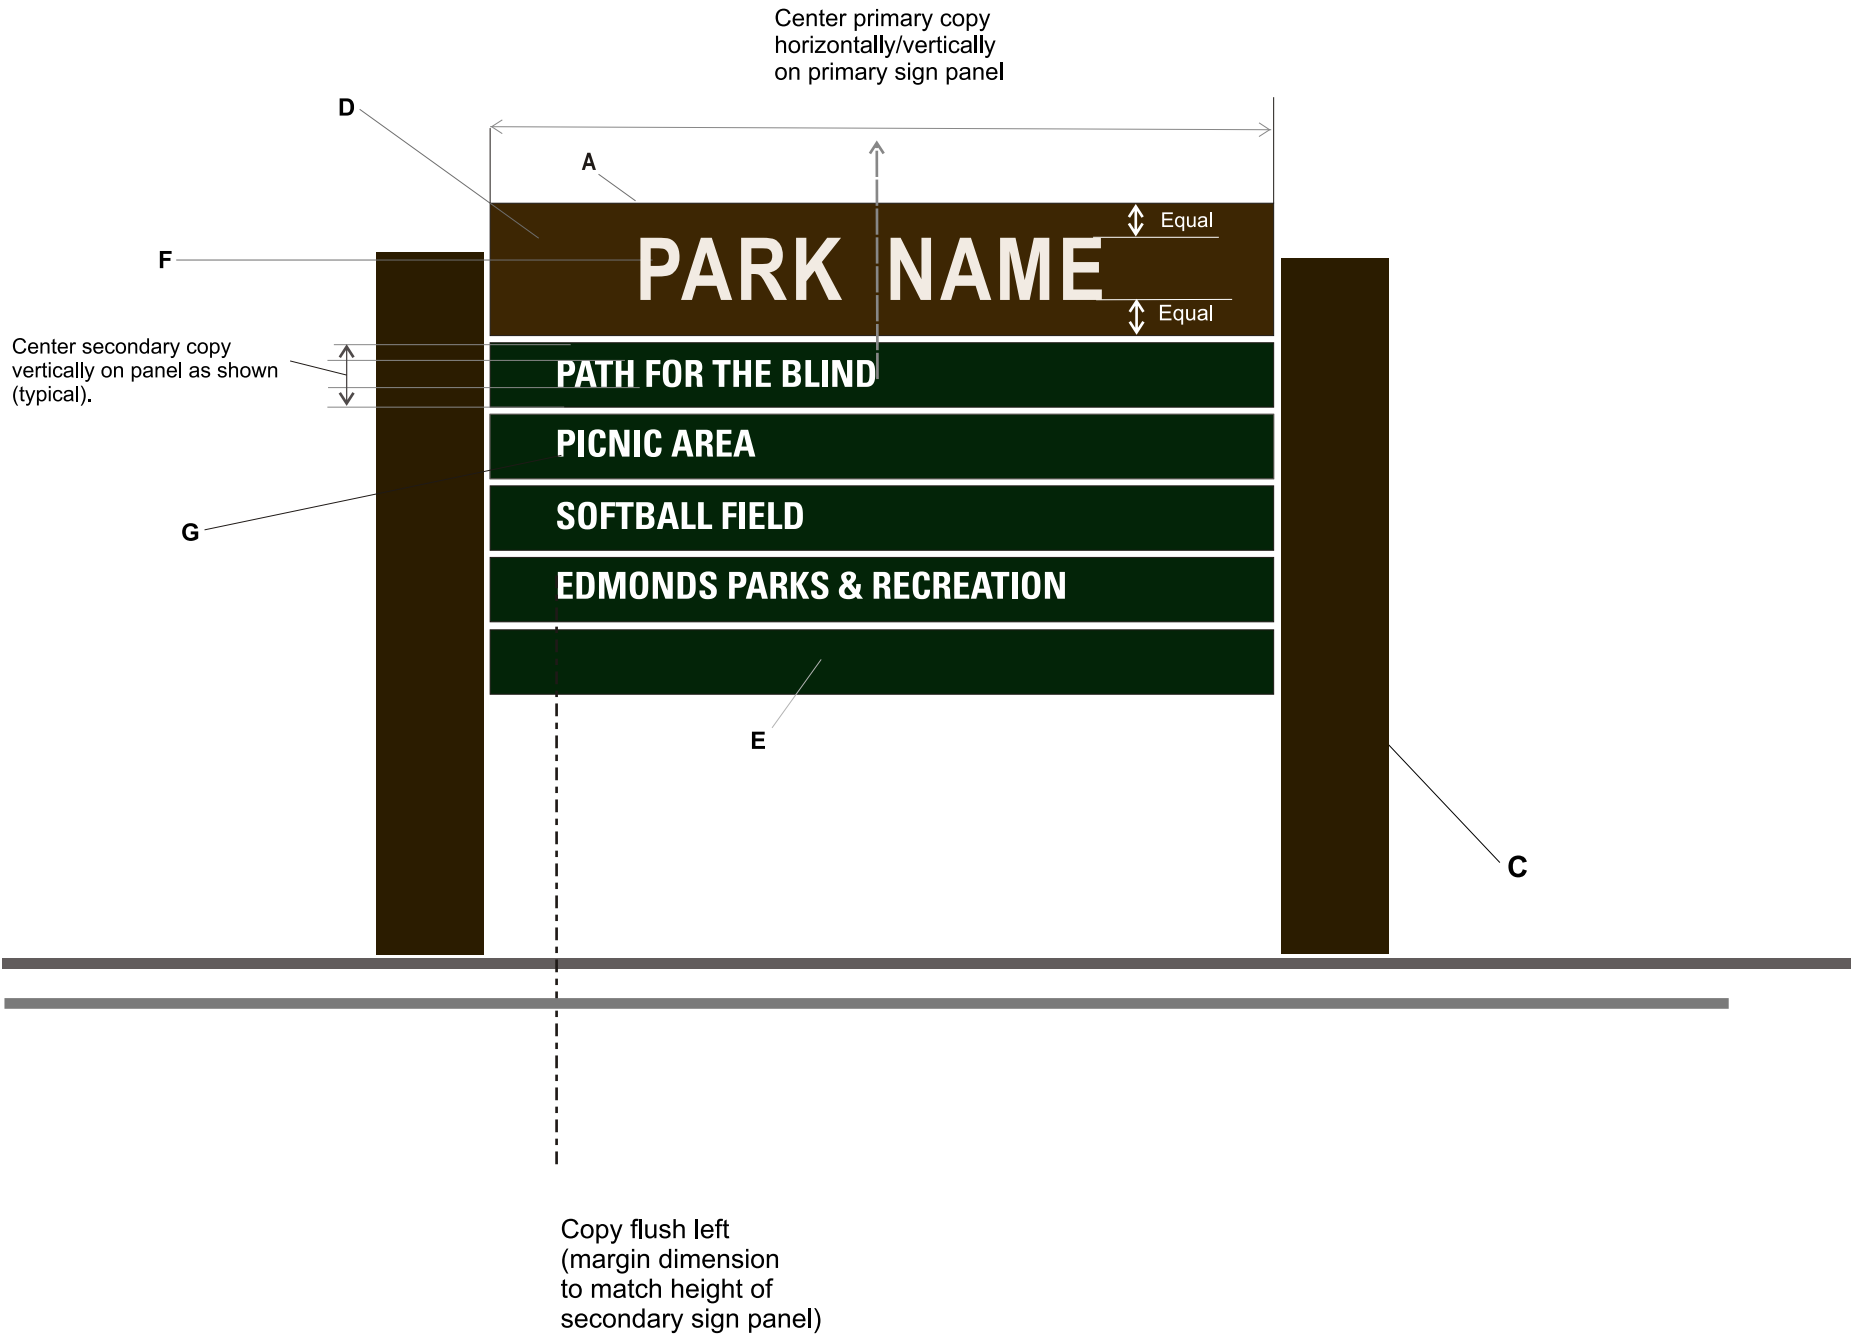 Center primary copy
horizontally/vertically
on primary sign panel
D
A
Equal
PARK NAME
F
Equal
Center secondary copy
vertically on panel as shown
(typical).
PATH FOR THE BLIND
PICNIC AREA
G
SOFTBALL FIELD
EDMONDS PARKS & RECREATION
E
C
Copy flush left
(margin dimension
to match height of
secondary sign panel)